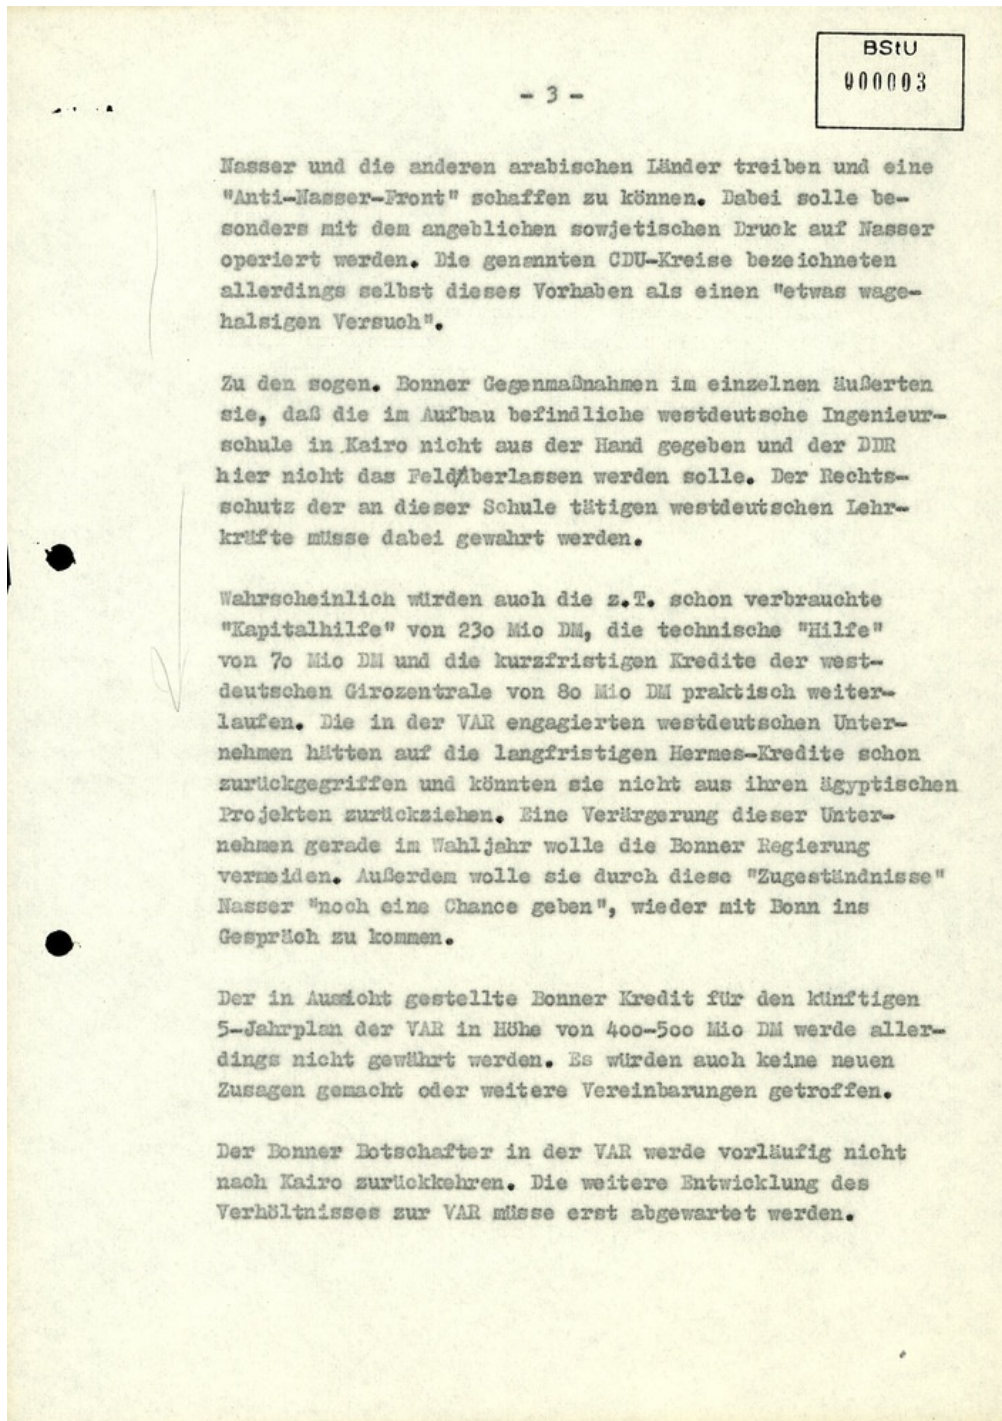 BStU
000003
- 3 -
Nasser und die anderen arabischen Länder treiben und eine
"Anti-Nasser-Front" schaffen zu können. Dabei solle be-
sonders mit dem angeblichen sowjetischen Druck auf Nasser
operiert werden. Die genannten CDU-Kreise bezeichneten
allerdings selbst dieses Vorhaben als einen "etwas wage-
halsigen Versuch".
Zu den sogen. Bonner Gegenmaßnahmen im einzelnen äußerten
sie, daß die im Aufbau befindliche westdeutsche Ingenieur-
schule in Kairo nicht aus der Hand gegeben und der DDR
hier nicht das Feld/überlassen werden solle. Der Rechts-
schutz der an dieser Schule tätigen westdeutschen Lehr-
kräfte müsse dabei gewahrt werden.
Wahrscheinlich würden auch die z.T. schon verbrauchte
"Kapitalhilfe" von 230 Mio DM, die technische "Hilfe"
von 70 Mio DM und die kurzfristigen Kredite der west-
deutschen Girozentrale von 80 Mio DM praktisch weiter-
laufen. Die in der VAR engagierten westdeutschen Unter-
nehmen hätten auf die langfristigen Hermes-Kredite schon
zurückgegriffen und könnten sie nicht aus ihren ägyptischen
Projekten zurückziehen. Eine Verärgerung dieser Unter-
nehmen gerade im Wahljahr wolle die Bonner Regierung
vermeiden. Außerdem wolle sie durch diese "Zugeständnisse"
Nasser "noch eine Chance geben", wieder mit Bonn ins
Gespräch zu kommen.
Der in Aussicht gestellte Bonner Kredit für den künftigen
5-Jahrplan der VAR in Höhe von 400-500 Mio DM werde aller-
dings nicht gewährt werden. Es würden auch keine neuen
Zusagen gemacht oder weitere Vereinbarungen getroffen.
Der Bonner Botschafter in der VAR werde vorläufig nicht
nach Kairo zurückkehren. Die weitere Entwicklung des
Verhältnisses zur VAR müsse erst abgewartet werden.